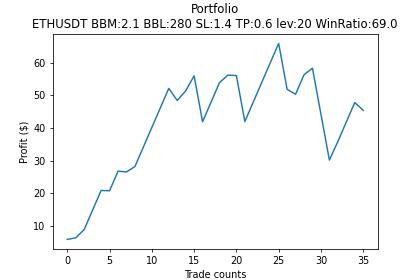 Portfolio
ETHUSDT BBM:2.1 BBL:280 SL:1.4 TP:0.6 lev:20 WinRatio:69.0
Profit ($)
60
50
40
30
20
10
0 5 10 15 20 25 30 35
Trade counts